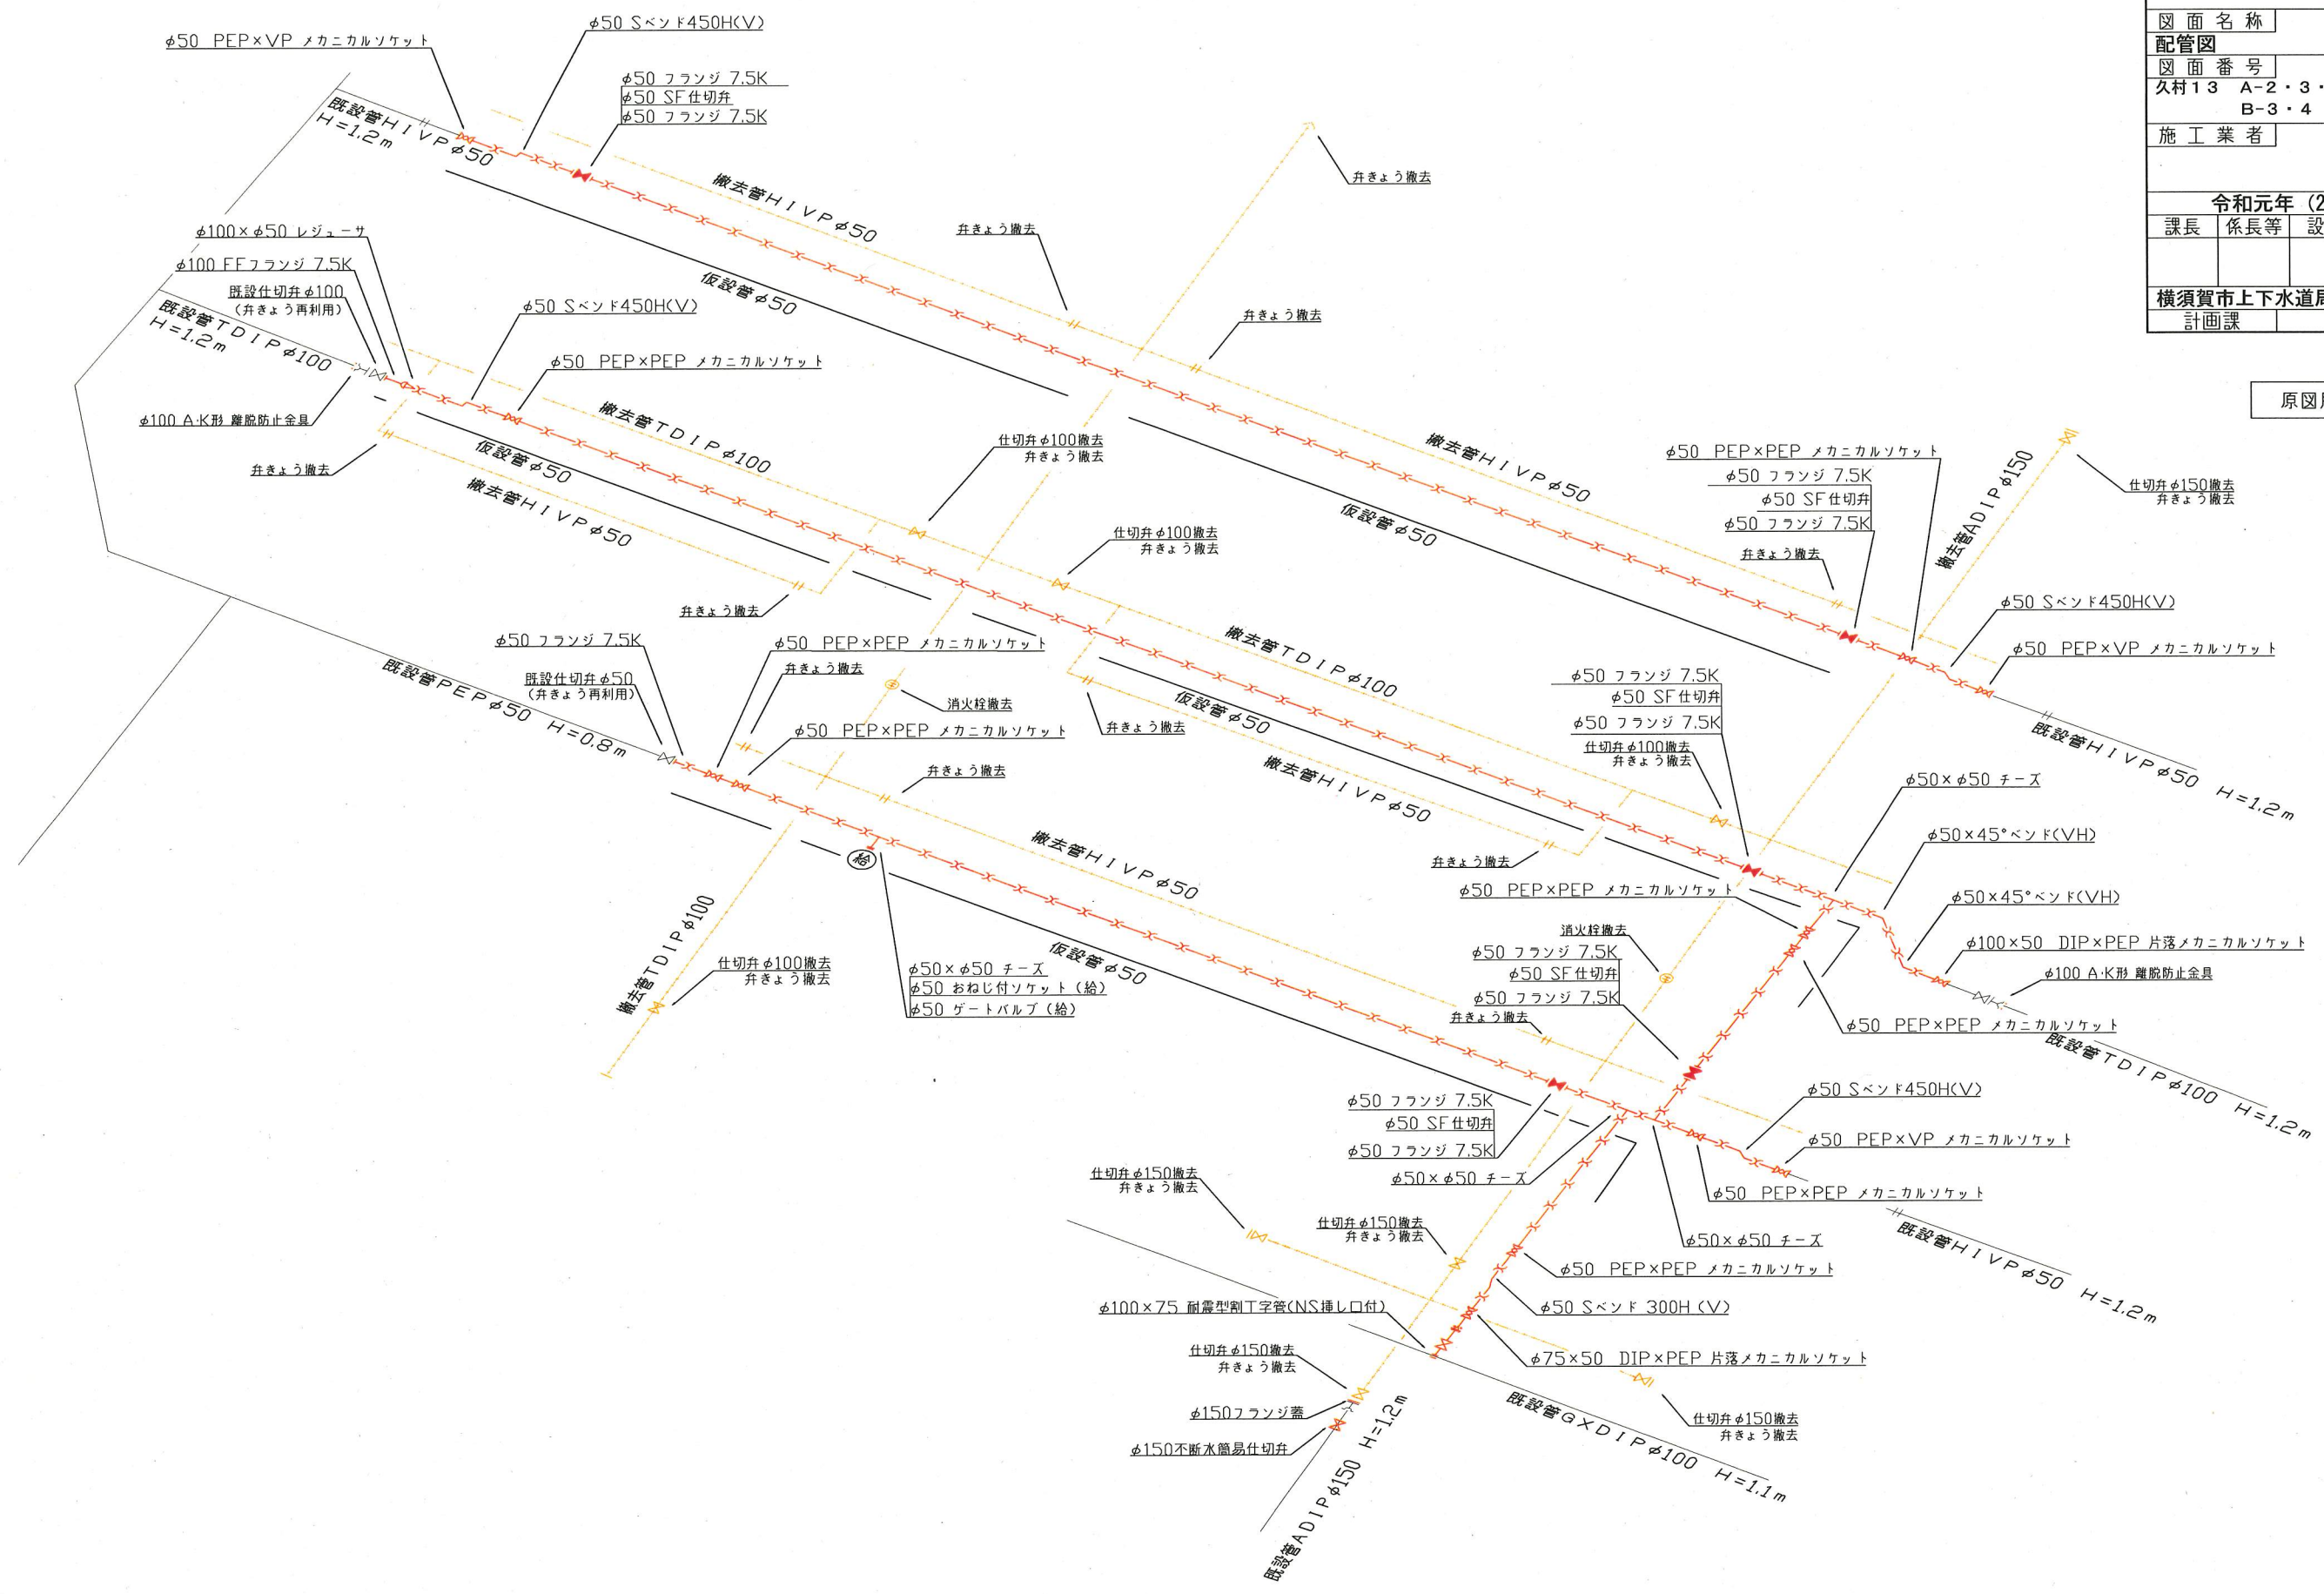 φ50 PEP×VP メカニカルソケット
φ50 Sベンド450H(V)
φ50 フランジ 7.5K
φ50 SF仕切弁
φ50 フランジ 7.5K
既設管HIVPφ50
H=1.2m
撤去管HIVPφ50
仮設管φ50
弁きょう撤去
弁きょう撤去
弁きょう撤去
図面名称
配管図
図面番号
久村13 A-2・3・
B-3・4
施工業者
令和元年(2
課長
係長等
設
横須賀市上下水道局
計画課
原図
φ100×φ50 レジューサ
φ100 FFフランジ 7.5K
既設仕切弁φ100
(弁きょう再利用)
既設管TDIPφ100
H=1.2m
φ100 A·K形 離脱防止金具
弁きょう撤去
φ50 Sベンド450H(V)
φ50 PEP×PEP メカニカルソケット
撤去管TDIPφ100
仮設管φ50
撤去管HIVPφ50
仕切弁φ100撤去
弁きょう撤去
仕切弁φ100撤去
弁きょう撤去
弁きょう撤去
撤去管HIVPφ50
仮設管φ50
φ50 PEP×PEP メカニカルソケット
φ50 フランジ 7.5K
φ50 SF仕切弁
φ50 フランジ 7.5K
弁きょう撤去
撤去管ADIPφ150
仕切弁φ150撤去
弁きょう撤去
φ50 Sベンド450H(V)
φ50 PEP×VP メカニカルソケット
既設管HIVPφ50 H=1.2m
φ50 フランジ 7.5K
既設仕切弁φ50
(弁きょう再利用)
既設管PEPφ50 H=0.8m
φ50 PEP×PEP メカニカルソケット
弁きょう撤去
消火栓撤去
φ50 PEP×PEP メカニカルソケット
弁きょう撤去
弁きょう撤去
撤去管TDIPφ100
仮設管φ50
撤去管HIVPφ50
φ50 フランジ 7.5K
φ50 SF仕切弁
φ50 フランジ 7.5K
仕切弁φ100撤去
弁きょう撤去
弁きょう撤去
φ50 PEP×PEP メカニカルソケット
φ50×φ50 チーズ
φ50×45°ベンド(VH)
φ50×45°ベンド(VH)
φ100×50 DIP×PEP 片落メカニカルソケット
φ100 A·K形 離脱防止金具
φ50 PEP×PEP メカニカルソケット
既設管TDIPφ100 H=1.2m
給
撤去管HIVPφ50
仮設管φ50
撤去管TDIPφ100
仕切弁φ100撤去
弁きょう撤去
φ50×φ50 チーズ
φ50 おねじ付ソケット(給)
φ50 ゲートバルブ(給)
消火栓撤去
φ50 フランジ 7.5K
φ50 SF仕切弁
φ50 フランジ 7.5K
弁きょう撤去
φ50 フランジ 7.5K
φ50 SF仕切弁
φ50 フランジ 7.5K
φ50×φ50 チーズ
φ50 Sベンド450H(V)
φ50 PEP×VP メカニカルソケット
φ50 PEP×PEP メカニカルソケット
φ50×φ50 チーズ
既設管HIVPφ50 H=1.2m
仕切弁φ150撤去
弁きょう撤去
仕切弁φ150撤去
弁きょう撤去
φ50 PEP×PEP メカニカルソケット
φ50 Sベンド 300H(V)
φ100×75 耐震型割丁字管(NS挿し口付)
φ75×50 DIP×PEP 片落メカニカルソケット
仕切弁φ150撤去
弁きょう撤去
φ150フランジ蓋
φ150不断水簡易仕切弁
既設管ADIPφ150 H=1.2m
既設管GXDIPφ100 H=1.1m
仕切弁φ150撤去
弁きょう撤去